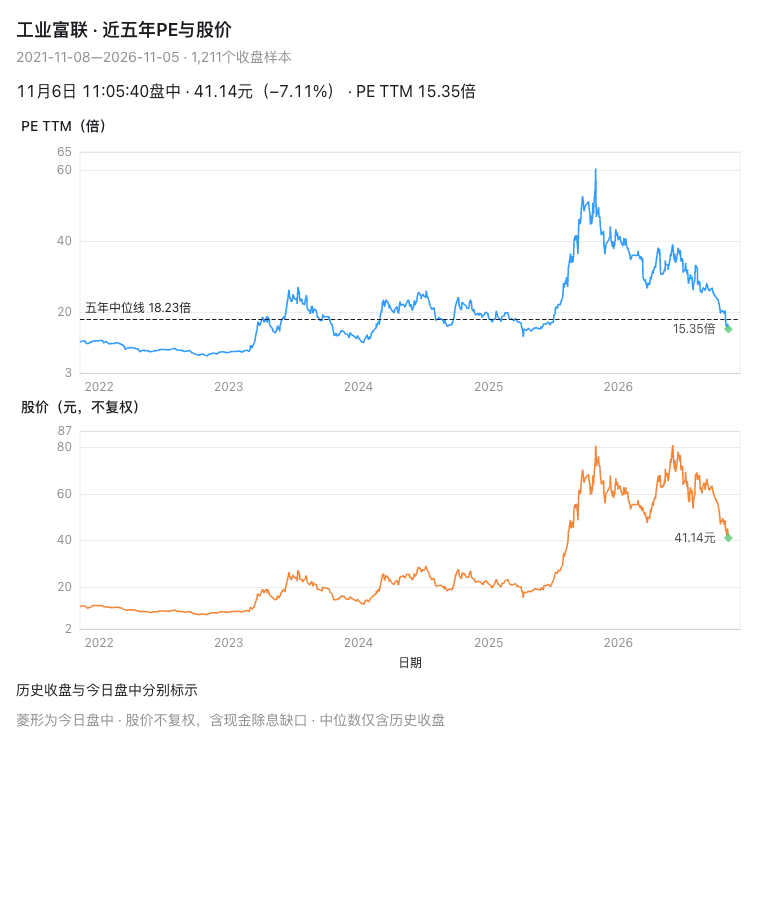 工业富联 · 近五年PE与股价
2021-11-08—2026-11-05 · 1,211个收盘样本
11月6日 11:05:40盘中 · 41.14元（−7.11%） · PE TTM 15.35倍
PE TTM（倍）
65
60
40
20
3
五年中位线 18.23倍
15.35倍
2022 2023 2024 2025 2026
股价（元，不复权）
87
80
60
40
20
2
41.14元
2022 2023 2024 2025 2026
日期
历史收盘与今日盘中分别标示
菱形为今日盘中 · 股价不复权，含现金除息缺口 · 中位数仅含历史收盘